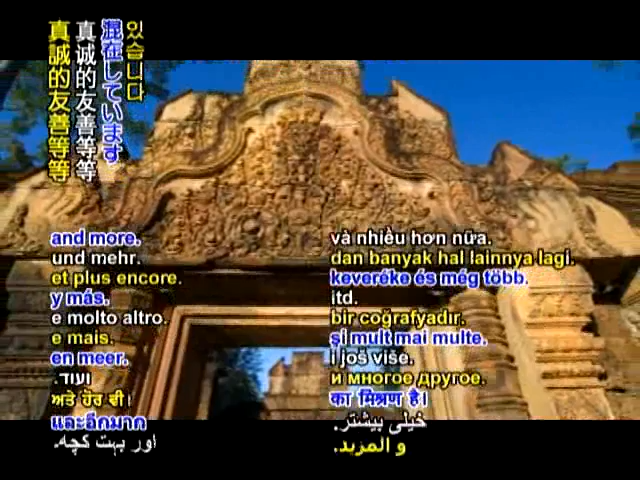 真誠的友善等等
真诚的友善等等
混在しています
있습니다
and more.
und mehr.
et plus encore.
y más.
e molto altro.
e mais.
en meer.
ועוד.
ਅਤੇ ਹੋਰ ਵੀ।
และอีกมาก
اور بہت کچھ۔
và nhiều hơn nữa.
dan banyak hal lainnya lagi.
keveréke és még több.
itd.
bir coğrafyadır.
și mult mai multe.
i još više.
и многое другое.
का मिश्रण है।
خیلی بیشتر.
و المزيد.